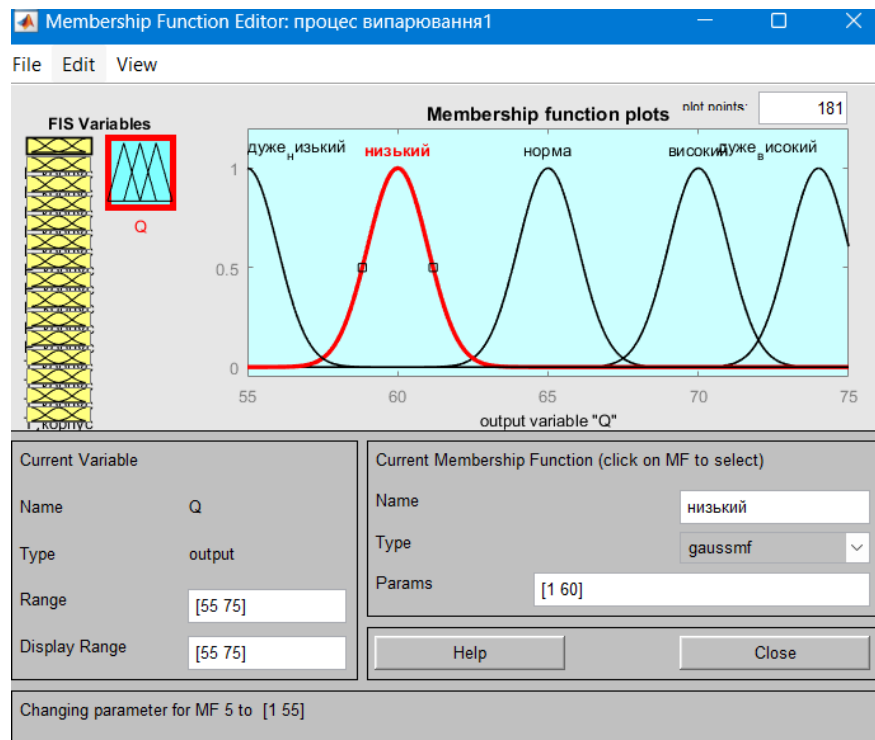 Membership Function Editor: процес випарювання1
File Edit View
FIS Variables
Membership function plots
plot points:
181
дуже_низький
низький
норма
високий
дуже_високий
Q
1
0.5
0
55
60
65
70
75
output variable "Q"
Current Variable
Name
Q
Type
output
Range
[55 75]
Display Range
[55 75]
Current Membership Function (click on MF to select)
Name
низький
Type
gaussmf
Params
[1 60]
Help
Close
Changing parameter for MF 5 to [1 55]